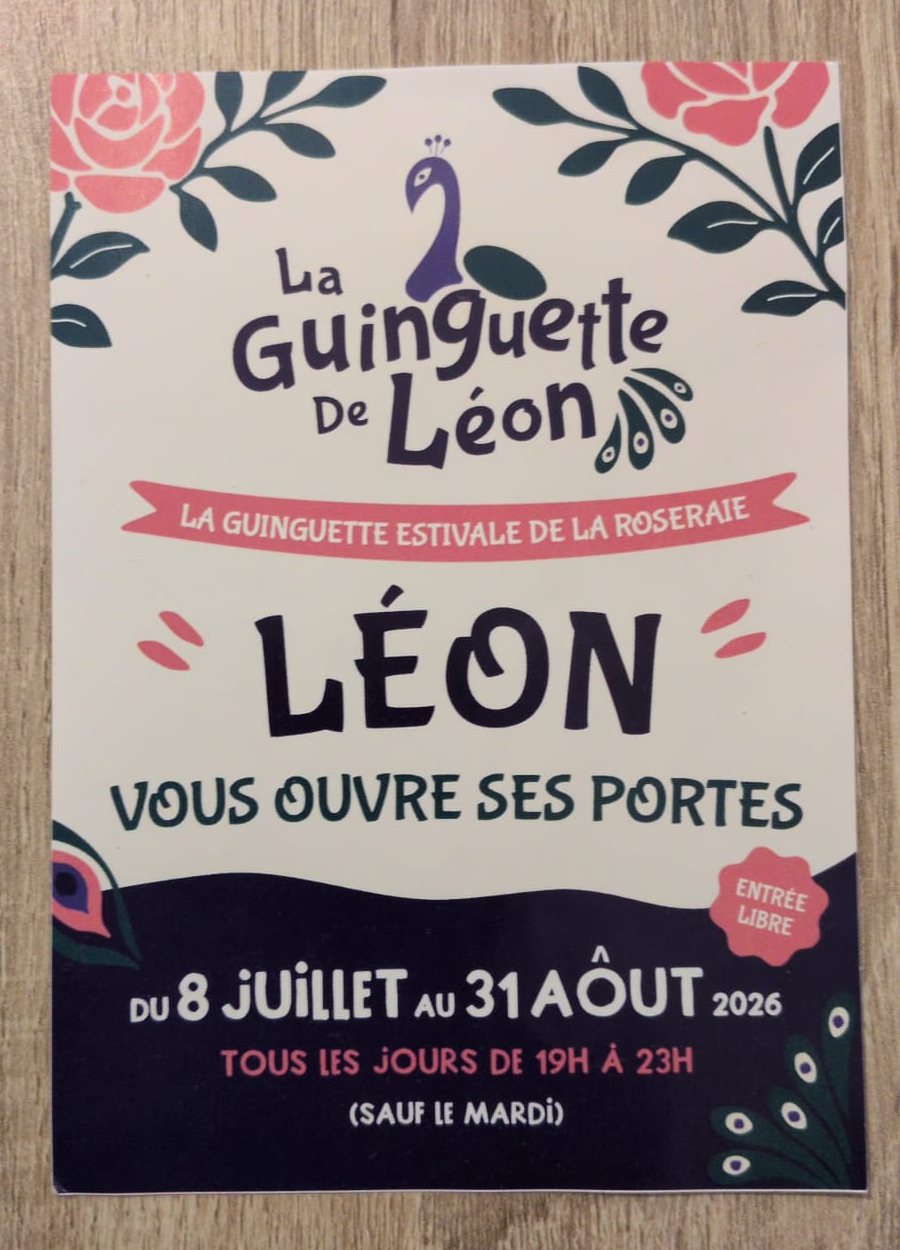 La
Guinguette
De Léon
LA GUINGUETTE ESTIVALE DE LA ROSERAIE
LÉON
VOUS OUVRE SES PORTES
ENTRÉE
LIBRE
DU 8 JUILLET AU 31 AÔUT 2026
TOUS LES JOURS DE 19H À 23H
(SAUF LE MARDI)